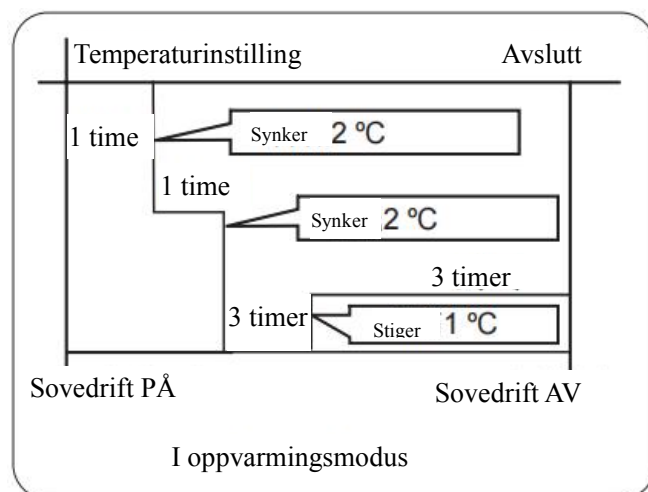 Temperaturinstilling Avslutt
1 time Synker 2 ºC
1 time
Synker 2 ºC
3 timer
3 timer Stiger 1 ºC
Sovedrift PÅ Sovedrift AV
I oppvarmingsmodus